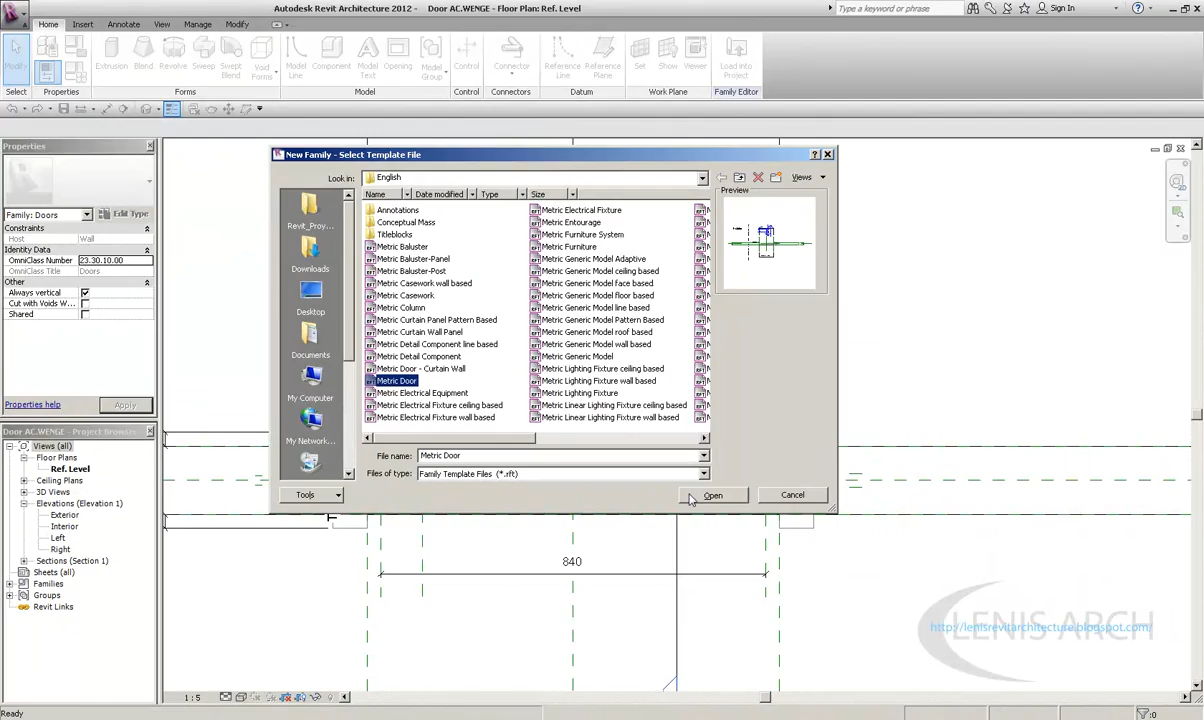 Autodesk Revit Architecture 2012 - Door AC.WENGE - Floor Plan: Ref. Level
Type a keyword or phrase
Sign In
Home Insert Annotate View Manage Modify
Modify Extrusion Blend Revolve Sweep Swept Blend Void Forms Model Line Component Model Text Opening Model Group Control Connector Reference Line Reference Plane Set Show Viewer Load into Project
Select Properties Forms Model Control Connectors Datum Work Plane Family Editor
Properties
Family: Doors Edit Type
Constraints
Host Wall
Identity Data
OmniClass Number 23.30.10.00
OmniClass Title Doors
Other
Always vertical
Cut with Voids W...
Shared
Properties help Apply
Door AC.WENGE - Project Browser
Views (all)
Floor Plans
Ref. Level
Ceiling Plans
3D Views
Elevations (Elevation 1)
Exterior
Interior
Left
Right
Sections (Section 1)
Sheets (all)
Families
Groups
Revit Links
New Family - Select Template File
Look in: English Views
Name Date modified Type Size
Preview
Revit_Proy...
Downloads
Desktop
Documents
My Computer
My Network...
Annotations
Conceptual Mass
Titleblocks
Metric Baluster
Metric Baluster-Panel
Metric Baluster-Post
Metric Casework wall based
Metric Casework
Metric Column
Metric Curtain Panel Pattern Based
Metric Curtain Wall Panel
Metric Detail Component line based
Metric Detail Component
Metric Door - Curtain Wall
Metric Door
Metric Electrical Equipment
Metric Electrical Fixture ceiling based
Metric Electrical Fixture wall based
Metric Electrical Fixture
Metric Entourage
Metric Furniture System
Metric Furniture
Metric Generic Model Adaptive
Metric Generic Model ceiling based
Metric Generic Model face based
Metric Generic Model floor based
Metric Generic Model line based
Metric Generic Model Pattern Based
Metric Generic Model roof based
Metric Generic Model wall based
Metric Generic Model
Metric Lighting Fixture ceiling based
Metric Lighting Fixture wall based
Metric Lighting Fixture
Metric Linear Lighting Fixture ceiling based
Metric Linear Lighting Fixture wall based
File name: Metric Door
Files of type: Family Template Files (*.rft)
Tools Open Cancel
840
LENIS ARCH
http://lenisrevitarchitecture.blogspot.com/
1 : 5
Ready
:0